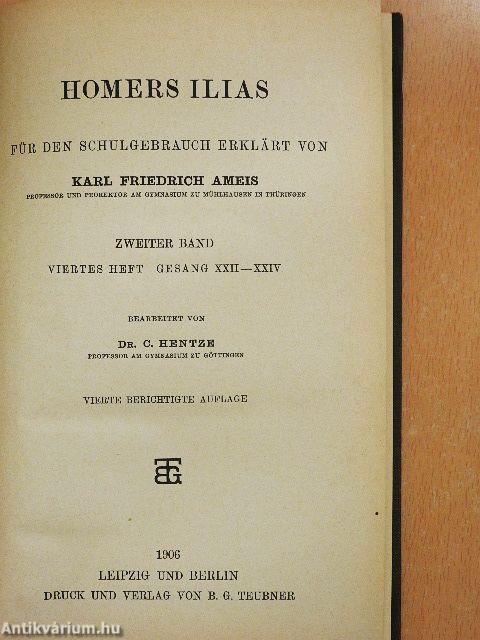 HOMERS ILIAS
FÜR DEN SCHULGEBRAUCH ERKLÄRT VON
KARL FRIEDRICH AMEIS
PROFESSOR UND PROREKTOR AM GYMNASIUM ZU MÜHLHAUSEN IN THÜRINGEN
ZWEITER BAND
VIERTES HEFT GESANG XXII—XXIV
BEARBEITET VON
DR. C. HENTZE
PROFESSOR AM GYMNASIUM ZU GÖTTINGEN
VIERTE BERICHTIGTE AUFLAGE
BTG
1906
LEIPZIG UND BERLIN
DRUCK UND VERLAG VON B. G. TEUBNER
Antikvárium.hu